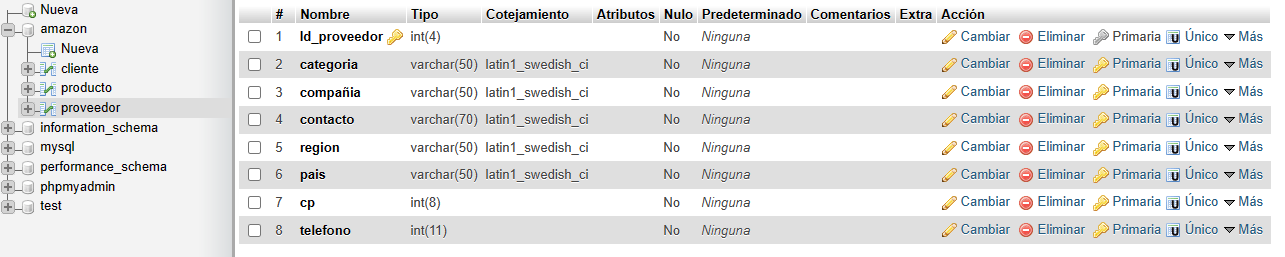 Nueva
amazon
Nueva
cliente
producto
proveedor
information_schema
mysql
performance_schema
phpmyadmin
test
# Nombre Tipo Cotejamiento Atributos Nulo Predeterminado Comentarios Extra Acción
1 Id_proveedor int(4) No Ninguna Cambiar Eliminar Primaria Único Más
2 categoria varchar(50) latin1_swedish_ci No Ninguna Cambiar Eliminar Primaria Único Más
3 compañia varchar(50) latin1_swedish_ci No Ninguna Cambiar Eliminar Primaria Único Más
4 contacto varchar(70) latin1_swedish_ci No Ninguna Cambiar Eliminar Primaria Único Más
5 region varchar(50) latin1_swedish_ci No Ninguna Cambiar Eliminar Primaria Único Más
6 pais varchar(50) latin1_swedish_ci No Ninguna Cambiar Eliminar Primaria Único Más
7 cp int(8) No Ninguna Cambiar Eliminar Primaria Único Más
8 telefono int(11) No Ninguna Cambiar Eliminar Primaria Único Más